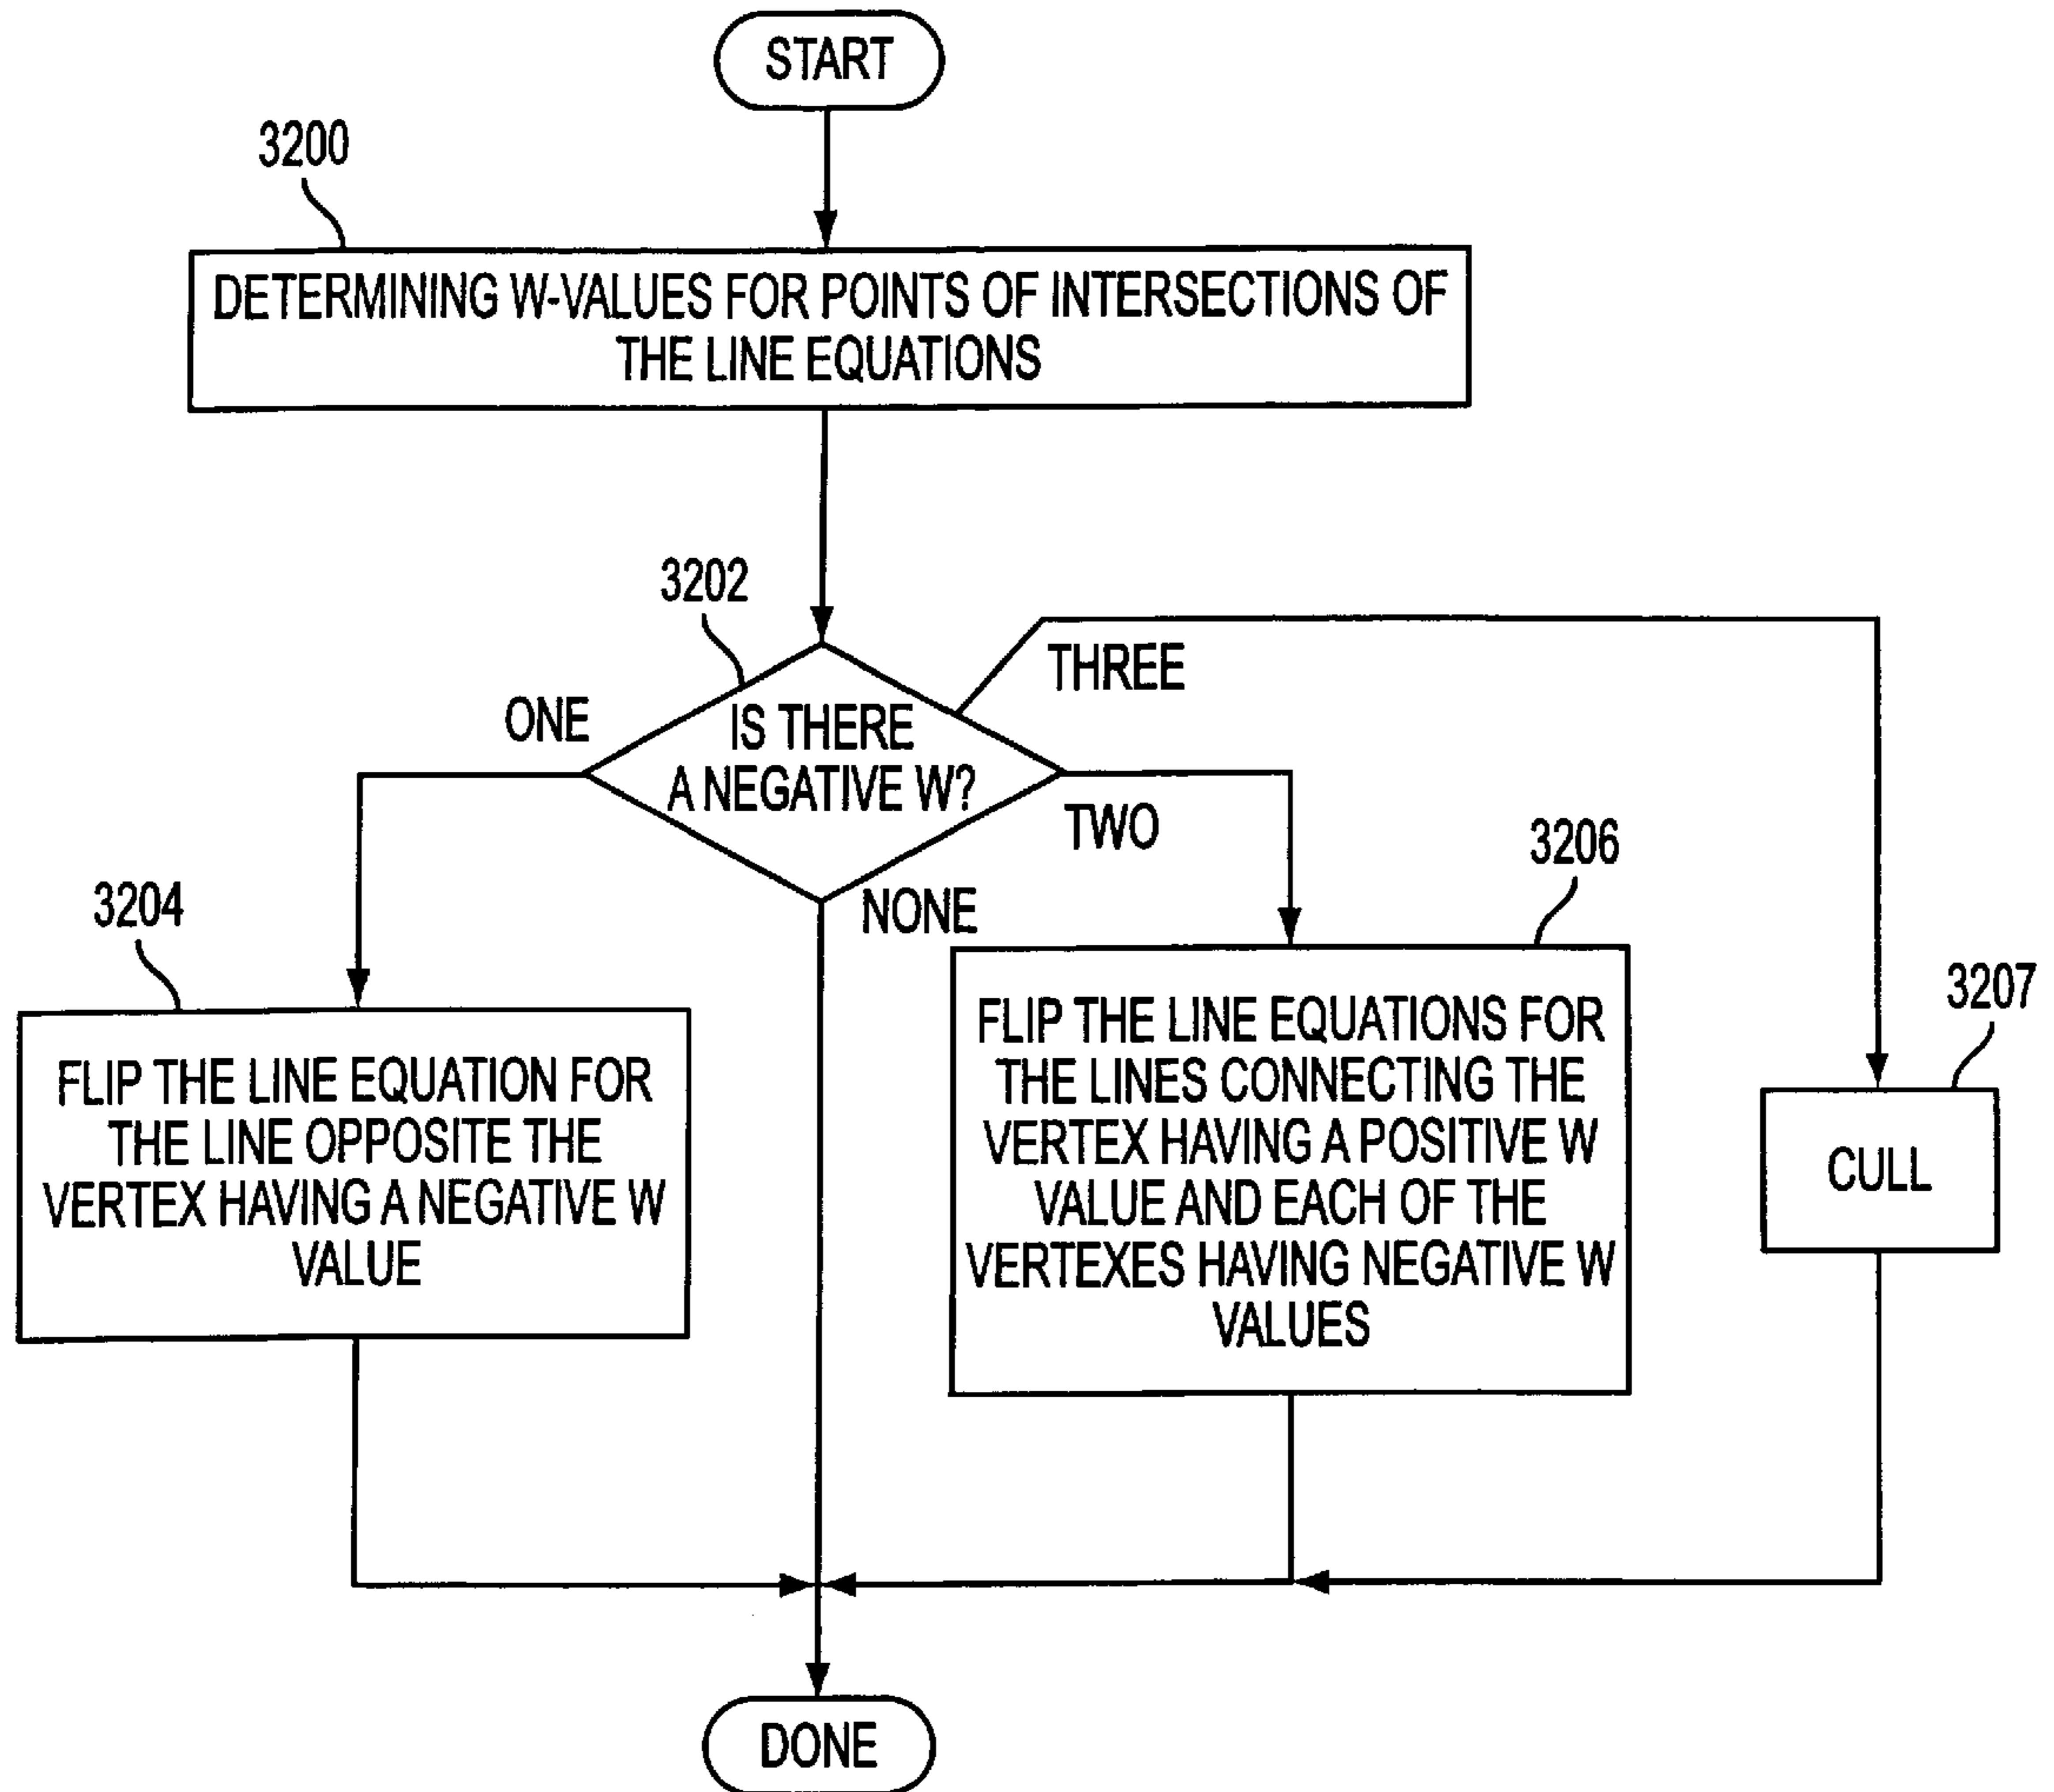 START
3200
DETERMINING W-VALUES FOR POINTS OF INTERSECTIONS OF
THE LINE EQUATIONS
3202
THREE
ONE
IS THERE
A NEGATIVE W?
TWO
NONE
3204
FLIP THE LINE EQUATION FOR
THE LINE OPPOSITE THE
VERTEX HAVING A NEGATIVE W
VALUE
3206
FLIP THE LINE EQUATIONS FOR
THE LINES CONNECTING THE
VERTEX HAVING A POSITIVE W
VALUE AND EACH OF THE
VERTEXES HAVING NEGATIVE W
VALUES
3207
CULL
DONE